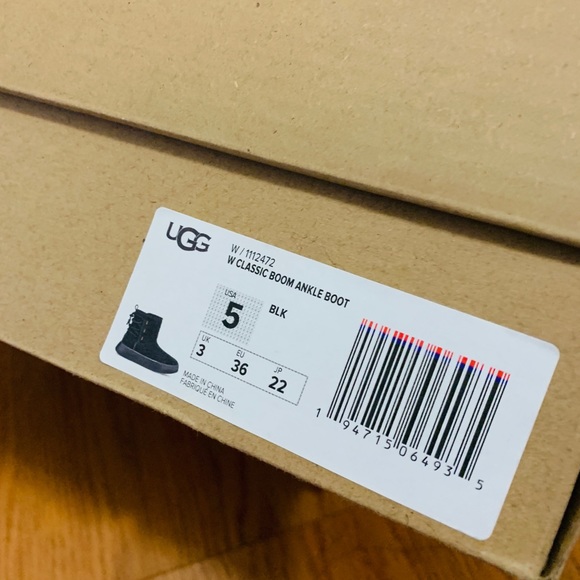 UGG
W / 1112472
W CLASSIC BOOM ANKLE BOOT
USA
5
BLK
UK
3
EU
36
JP
22
MADE IN CHINA
FABRIQUÉ EN CHINE
1 94715 06493 5